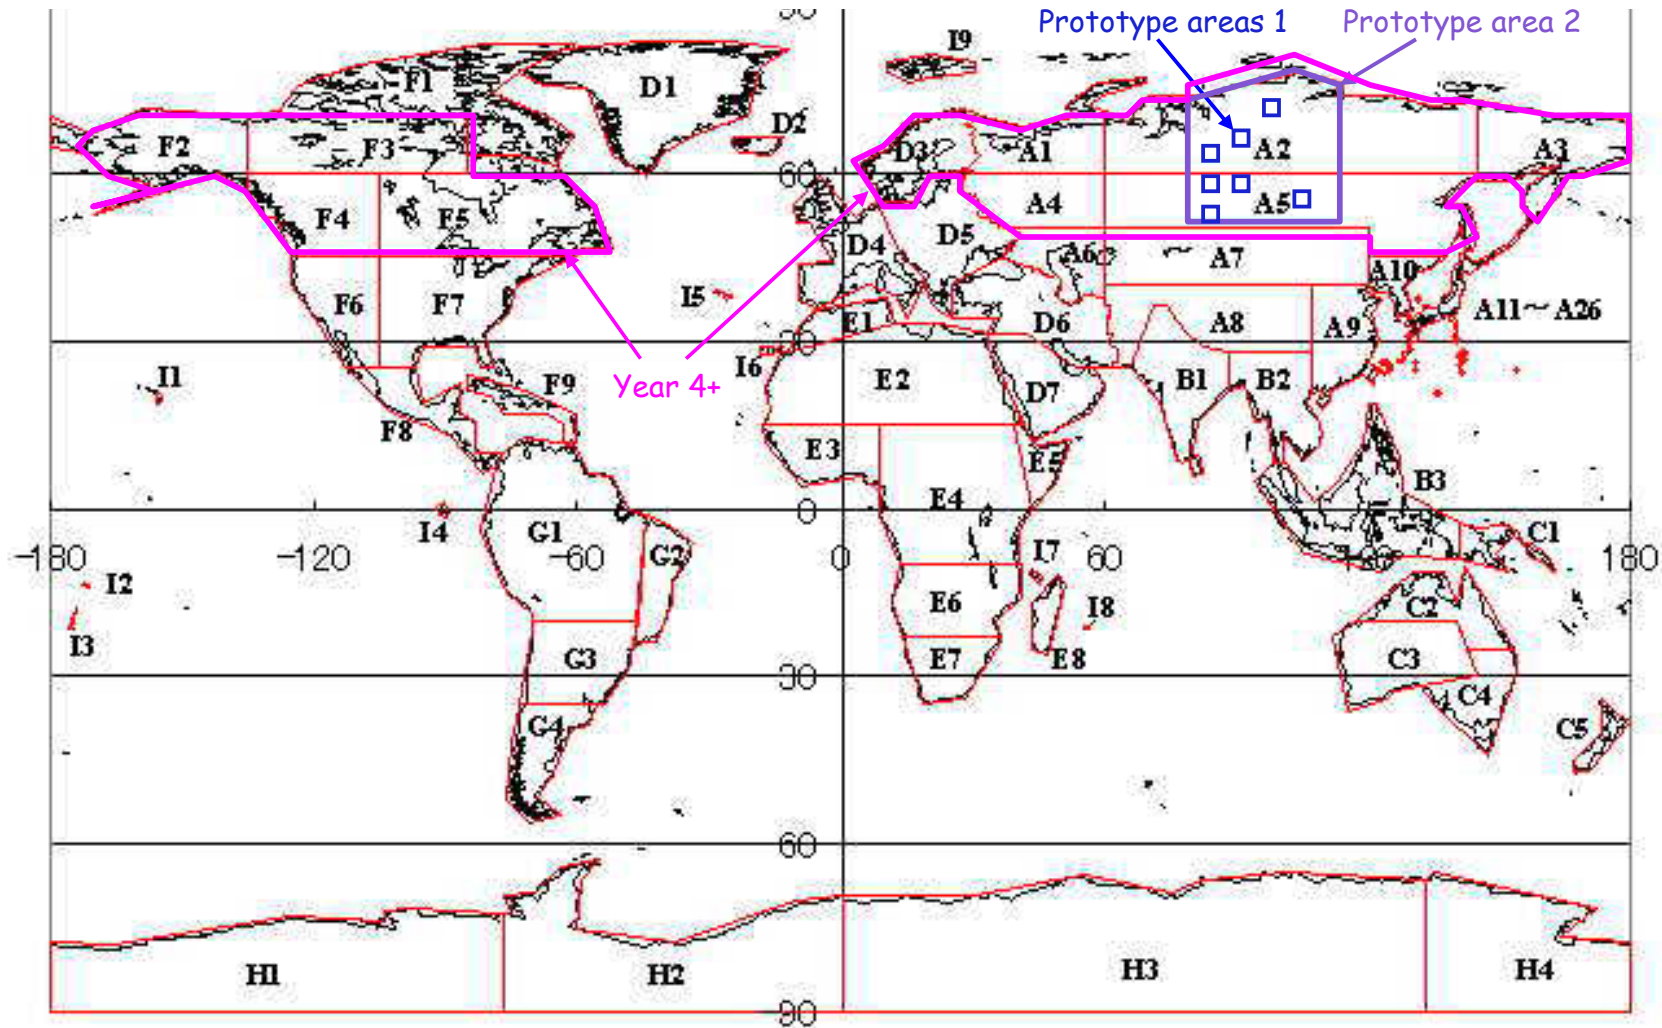 90
Prototype areas 1
Prototype area 2
I9
F1
D1
D2
F2
F3
D3
A1
A2
A3
60
F4
F5
A4
A5
D4
D5
A6
A7
A10
I5
F6
F7
E1
D6
A8
A9
A11～A26
I6
Year 4+
I1
F9
E2
D7
B1
B2
F8
E3
E5
E4
B3
0
I4
G1
G2
C1
-180
-120
-60
0
I7
60
120
180
I2
E6
I8
C2
I3
G3
E7
E8
C3
30
C4
G4
C5
60
H1
H2
H3
H4
-90